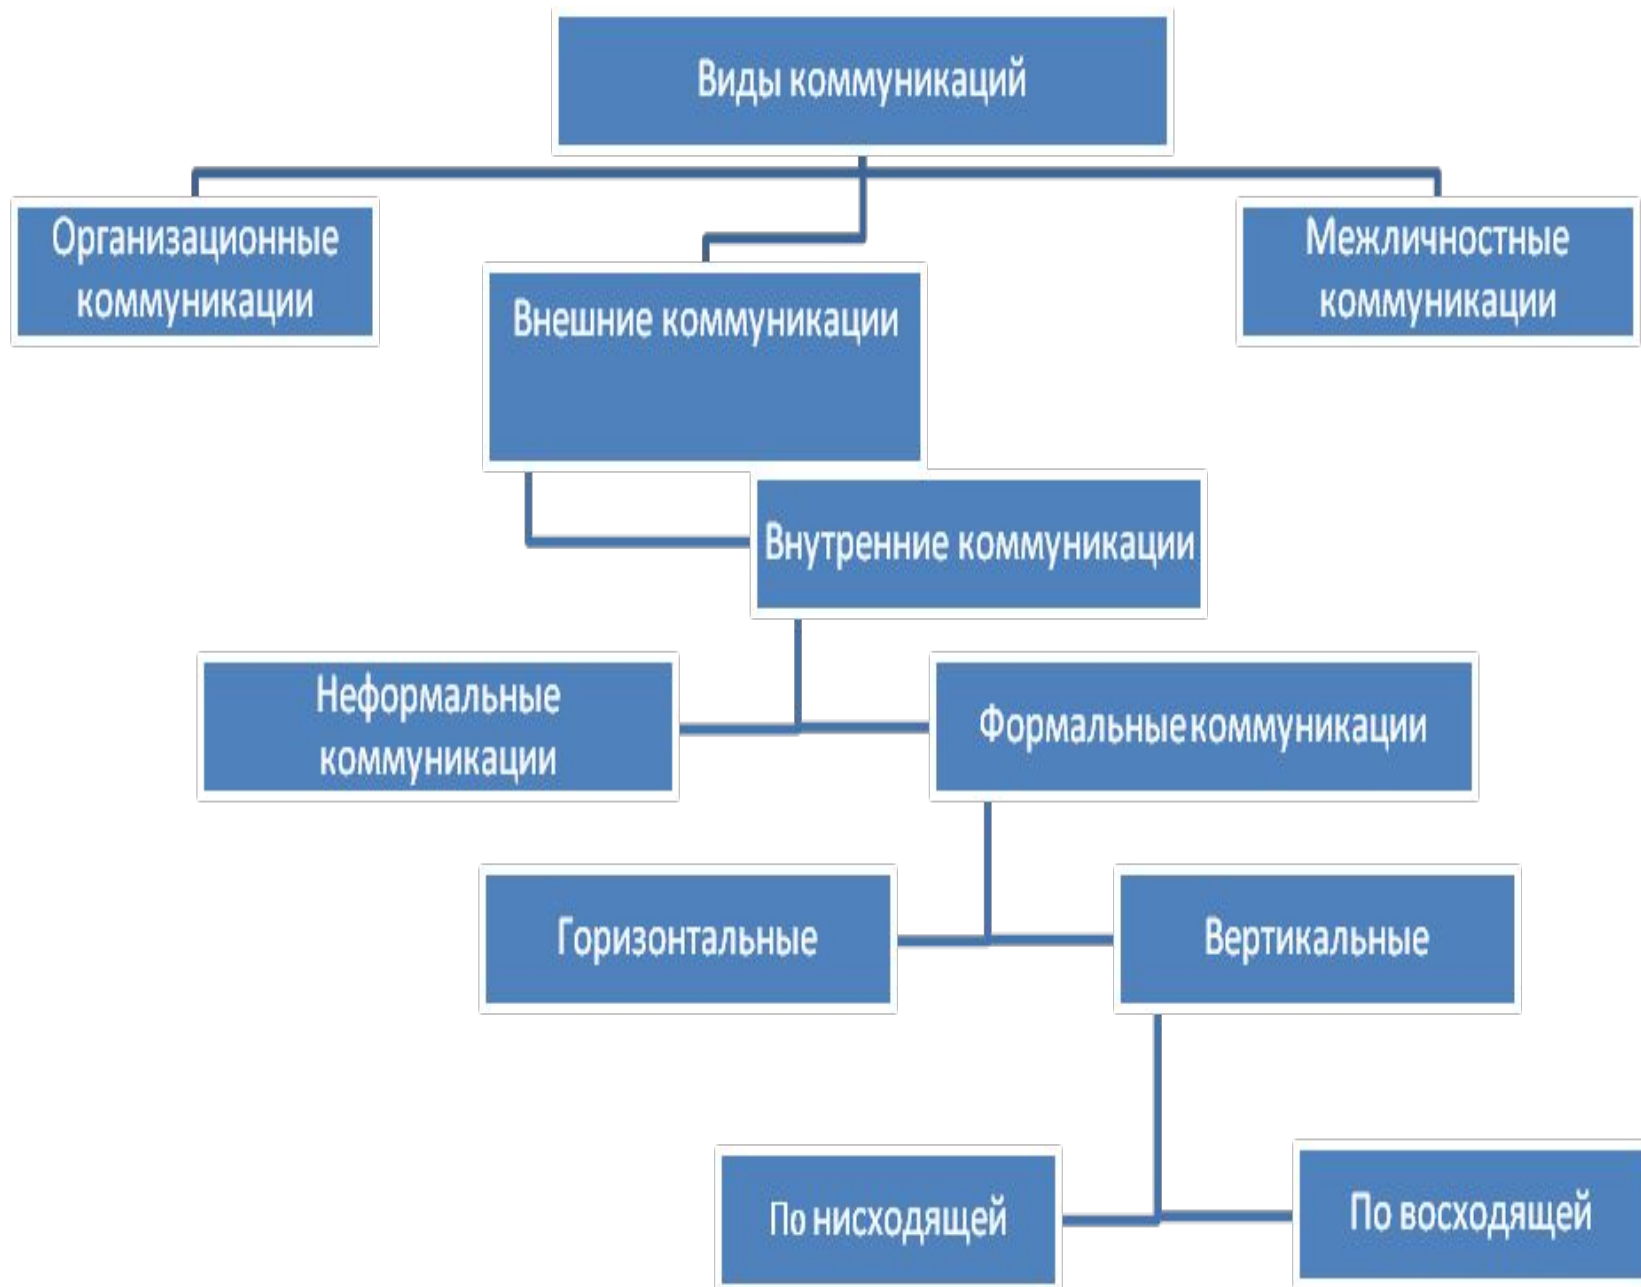 Виды коммуникаций
Организационные
коммуникации
Внешние коммуникации
Межличностные
коммуникации
Внутренние коммуникации
Неформальные
коммуникации
Формальные коммуникации
Горизонтальные
Вертикальные
По нисходящей
По восходящей